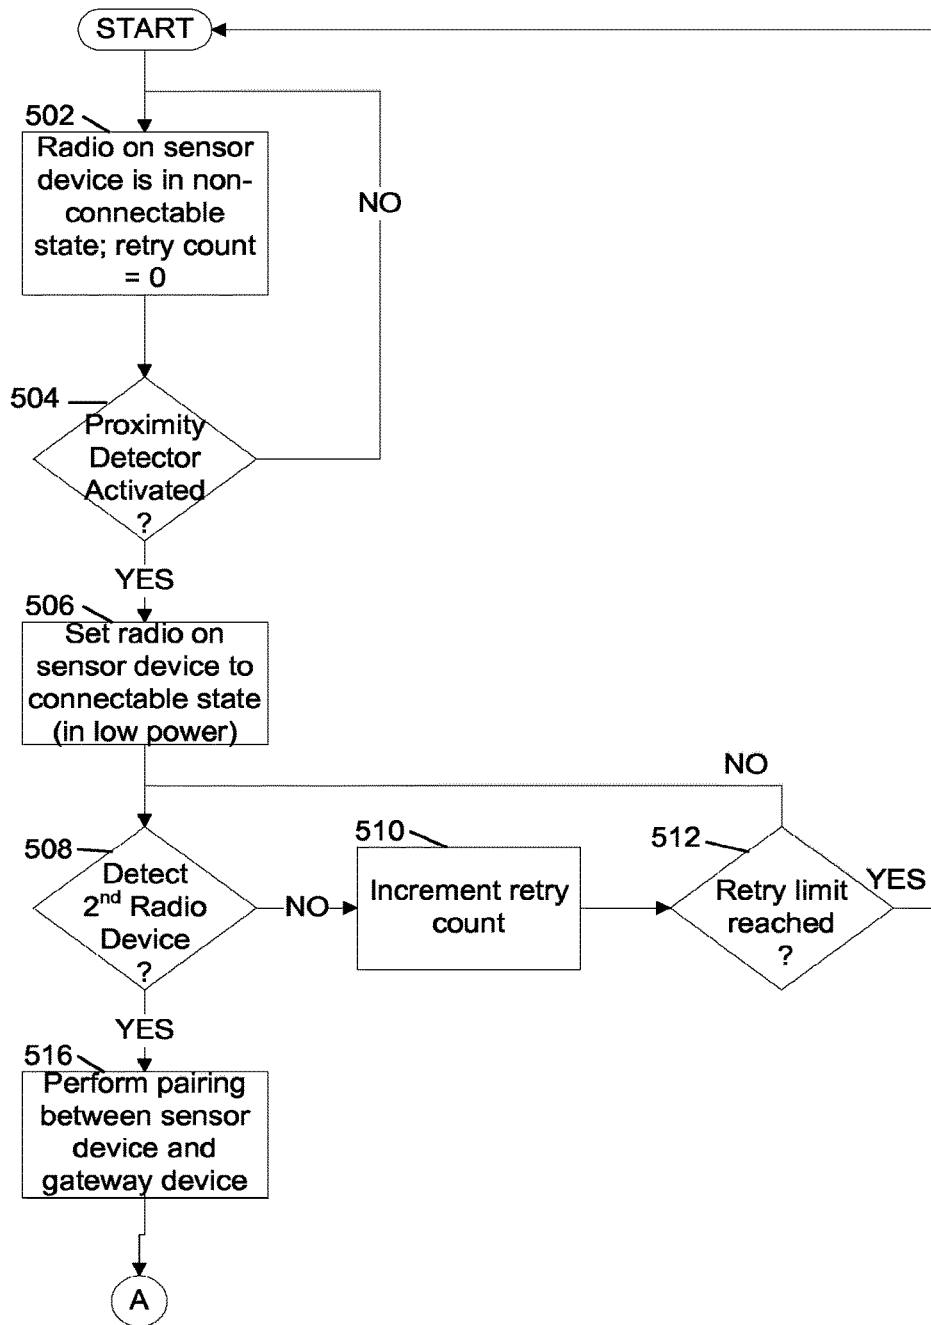 START
502
Radio on sensor
device is in non-
connectable
state; retry count
= 0
NO
504
Proximity
Detector
Activated
?
YES
506
Set radio on
sensor device to
connectable state
(in low power)
NO
508
Detect
2nd Radio
Device
?
NO
510
Increment retry
count
512
Retry limit
reached
?
YES
YES
516
Perform pairing
between sensor
device and
gateway device
A